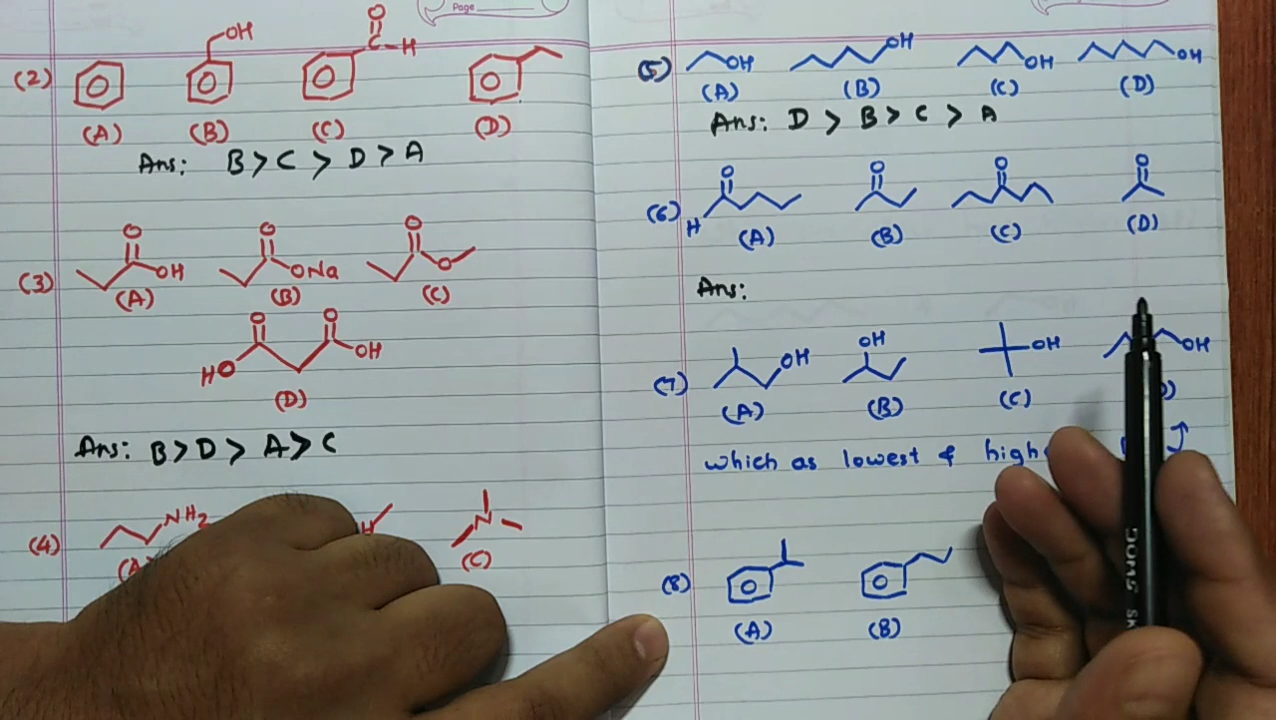 Page
(2)
OH
O
C-H
(A) (B) (C) (D)
Ans: B > C > D > A
(3)
O
OH
(A)
O
ONa
(B)
O
O
(C)
O
HO
O
OH
(D)
Ans: B > D > A > C
(4)
NH2
(A)
H
N
(C)
(5)
OH
(A)
OH
(B)
OH
(C)
OH
(D)
Ans: D > B > C > A
(6)
O
H
(A)
O
(B)
O
(C)
O
(D)
Ans:
(7)
OH
(A)
OH
(B)
OH
(C)
OH
which as lowest & high
(8)
(A) (B)
DOMS